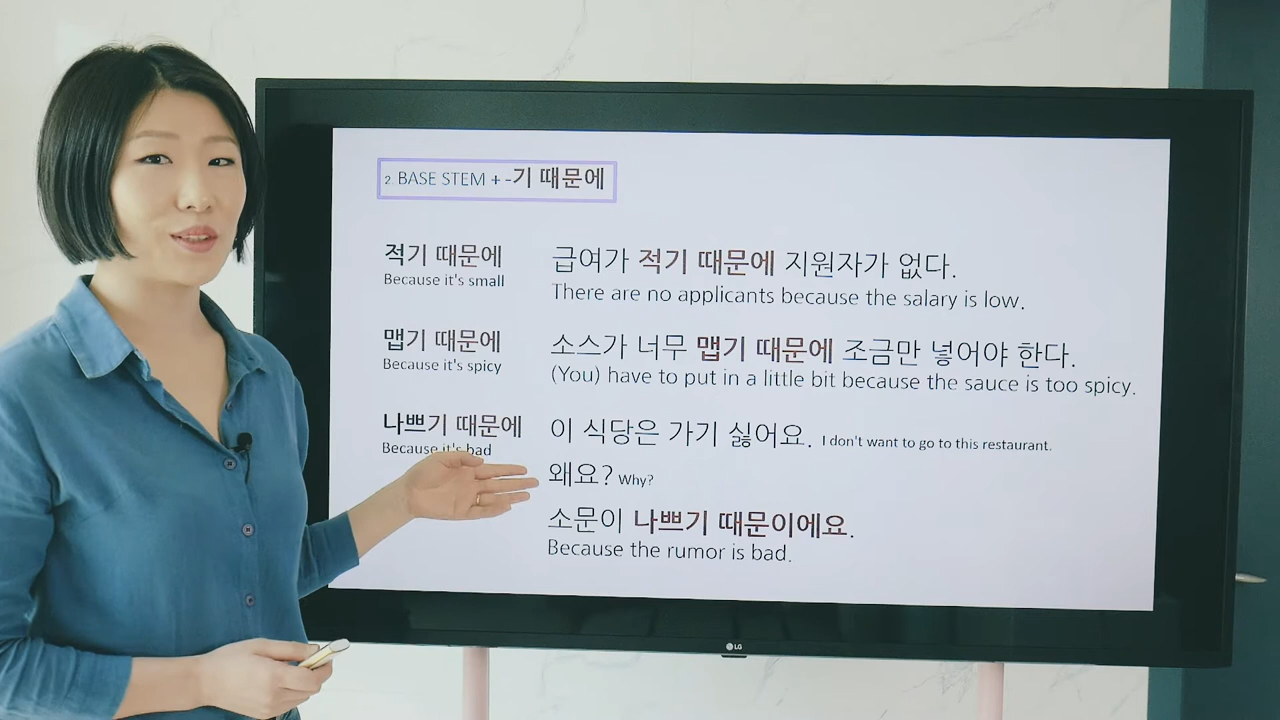 2. BASE STEM + -기 때문에
적기 때문에
Because it's small
급여가 적기 때문에 지원자가 없다.
There are no applicants because the salary is low.
맵기 때문에
Because it's spicy
소스가 너무 맵기 때문에 조금만 넣어야 한다.
(You) have to put in a little bit because the sauce is too spicy.
나쁘기 때문에
Because it's bad
이 식당은 가기 싫어요. I don't want to go to this restaurant.
왜요? Why?
소문이 나쁘기 때문이에요.
Because the rumor is bad.
LG